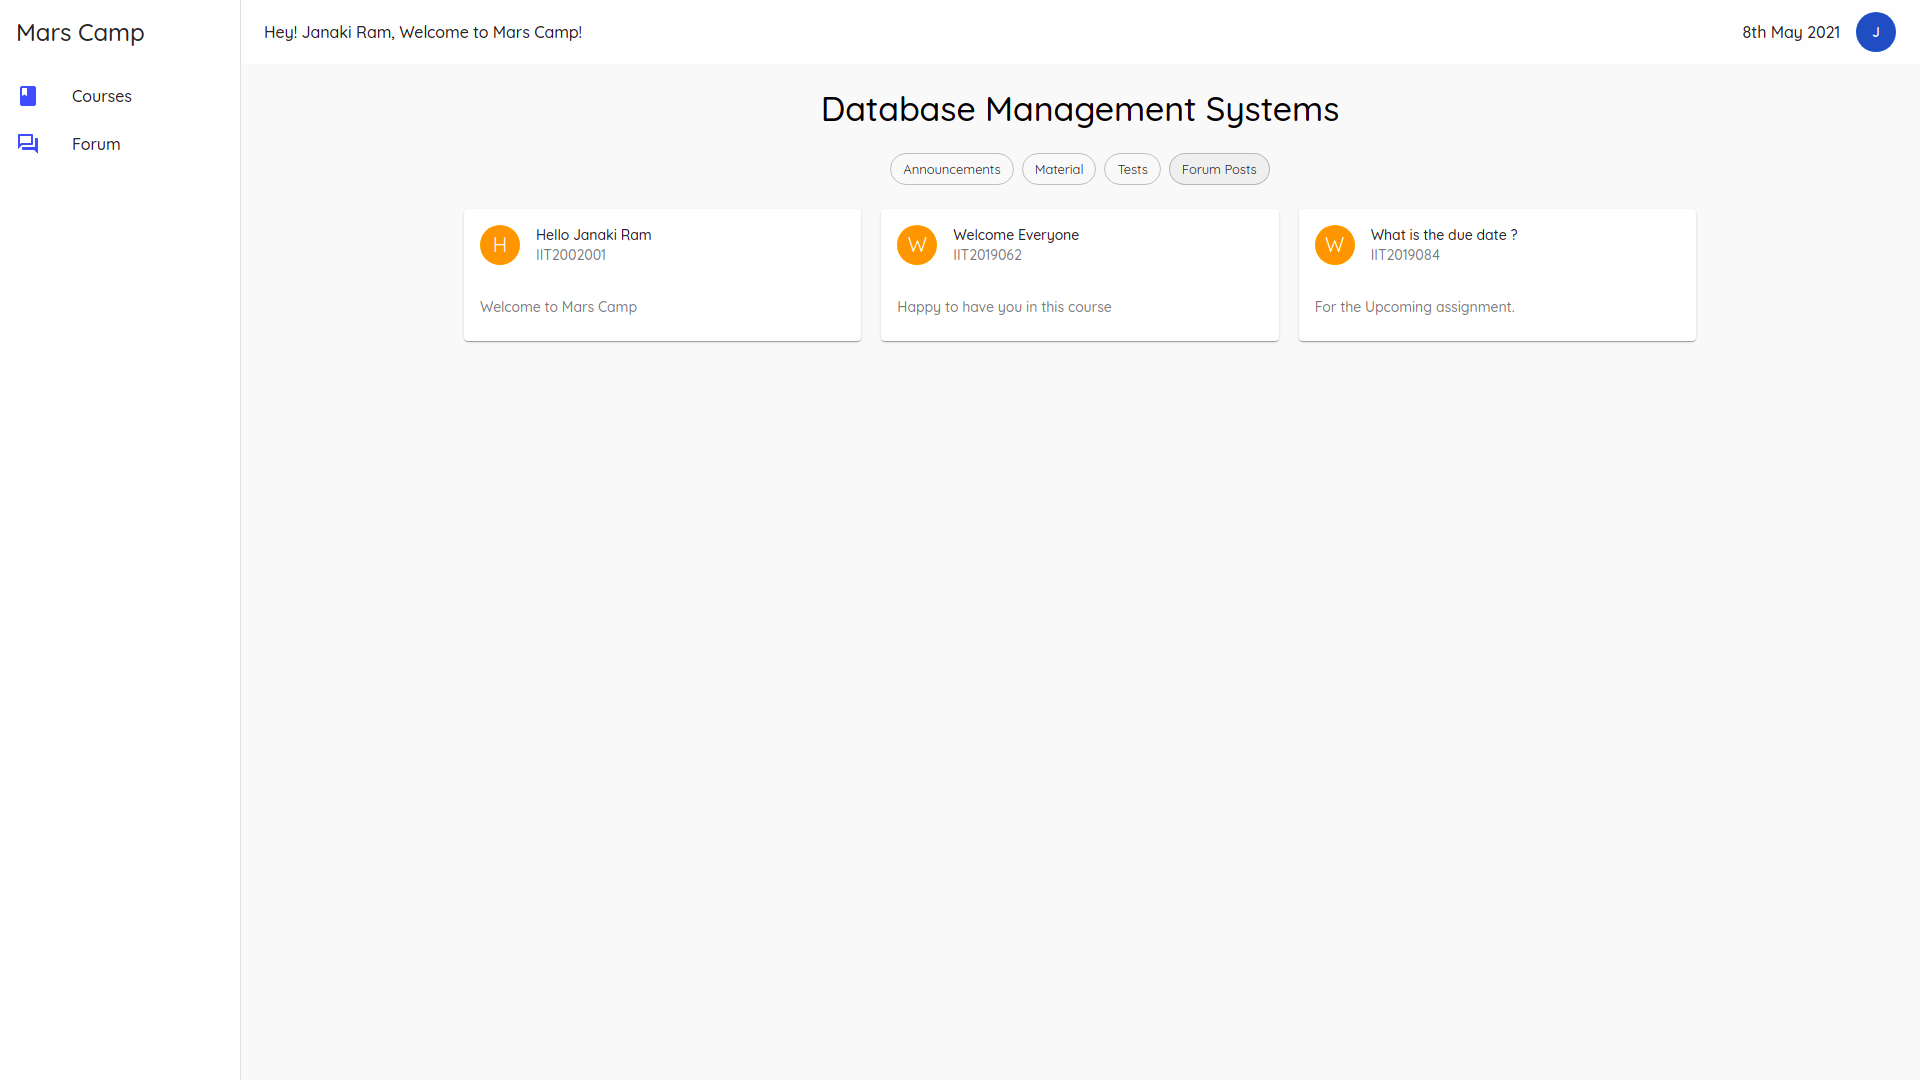 Mars Camp
Courses
Forum
Hey! Janaki Ram, Welcome to Mars Camp!
8th May 2021
J
Database Management Systems
Announcements
Material
Tests
Forum Posts
H
Hello Janaki Ram
IIT2002001
Welcome to Mars Camp
W
Welcome Everyone
IIT2019062
Happy to have you in this course
W
What is the due date ?
IIT2019084
For the Upcoming assignment.